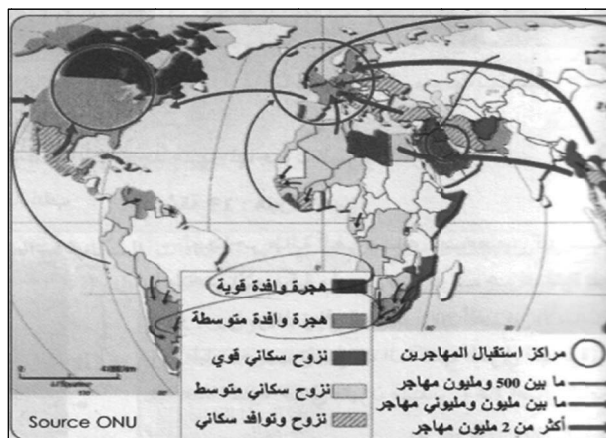 هجرة وافدة قوية
هجرة وافدة متوسطة
نزوح سكاني قوي
نزوح سكاني متوسط
نزوح وتوافد سكاني
مراكز استقبال المهاجرين
ما بين 500 ومليون مهاجر
ما بين مليون ومليوني مهاجر
أكثر من 2 مليون مهاجر
Source ONU